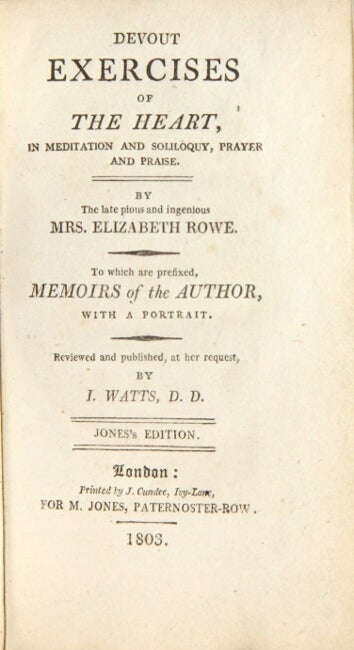 DEVOUT
EXERCISES
OF
THE HEART,
IN MEDITATION AND SOLILOQUY, PRAYER
AND PRAISE.
BY
The late pious and ingenious
MRS. ELIZABETH ROWE.
To which are prefixed,
MEMOIRS of the AUTHOR,
WITH A PORTRAIT.
Reviewed and published, at her request,
BY
I. WATTS, D. D.
JONES's EDITION.
London:
Printed by J. Cundee, Ivy-Lane,
FOR M. JONES, PATERNOSTER-ROW.
1803.